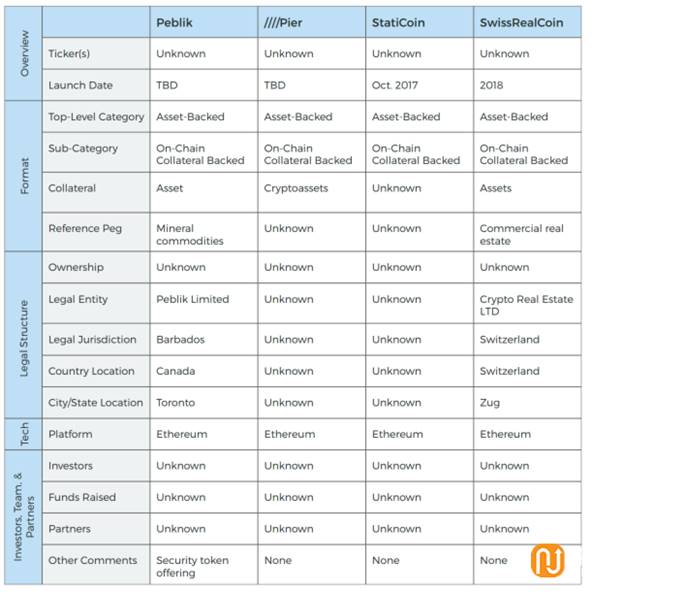 Peblik ////Pier StatiCoin SwissRealCoin
Overview
Ticker(s) Unknown Unknown Unknown Unknown
Launch Date TBD TBD Oct. 2017 2018
Format
Top-Level Category Asset-Backed Asset-Backed Asset-Backed Asset-Backed
Sub-Category On-Chain On-Chain On-Chain On-Chain
Collateral Backed Collateral Backed Collateral Backed Collateral Backed
Collateral Asset Cryptoassets Unknown Assets
Reference Peg Mineral Unknown Unknown Commercial real
commodities estate
Legal Structure
Ownership Unknown Unknown Unknown Unknown
Legal Entity Peblik Limited Unknown Unknown Crypto Real Estate
LTD
Legal Jurisdiction Barbados Unknown Unknown Switzerland
Country Location Canada Unknown Unknown Switzerland
City/State Location Toronto Unknown Unknown Zug
Tech
Platform Ethereum Ethereum Ethereum Ethereum
Investors, Team, &
Partners
Investors Unknown Unknown Unknown Unknown
Funds Raised Unknown Unknown Unknown Unknown
Partners Unknown Unknown Unknown Unknown
Other Comments Security token None None None
offering